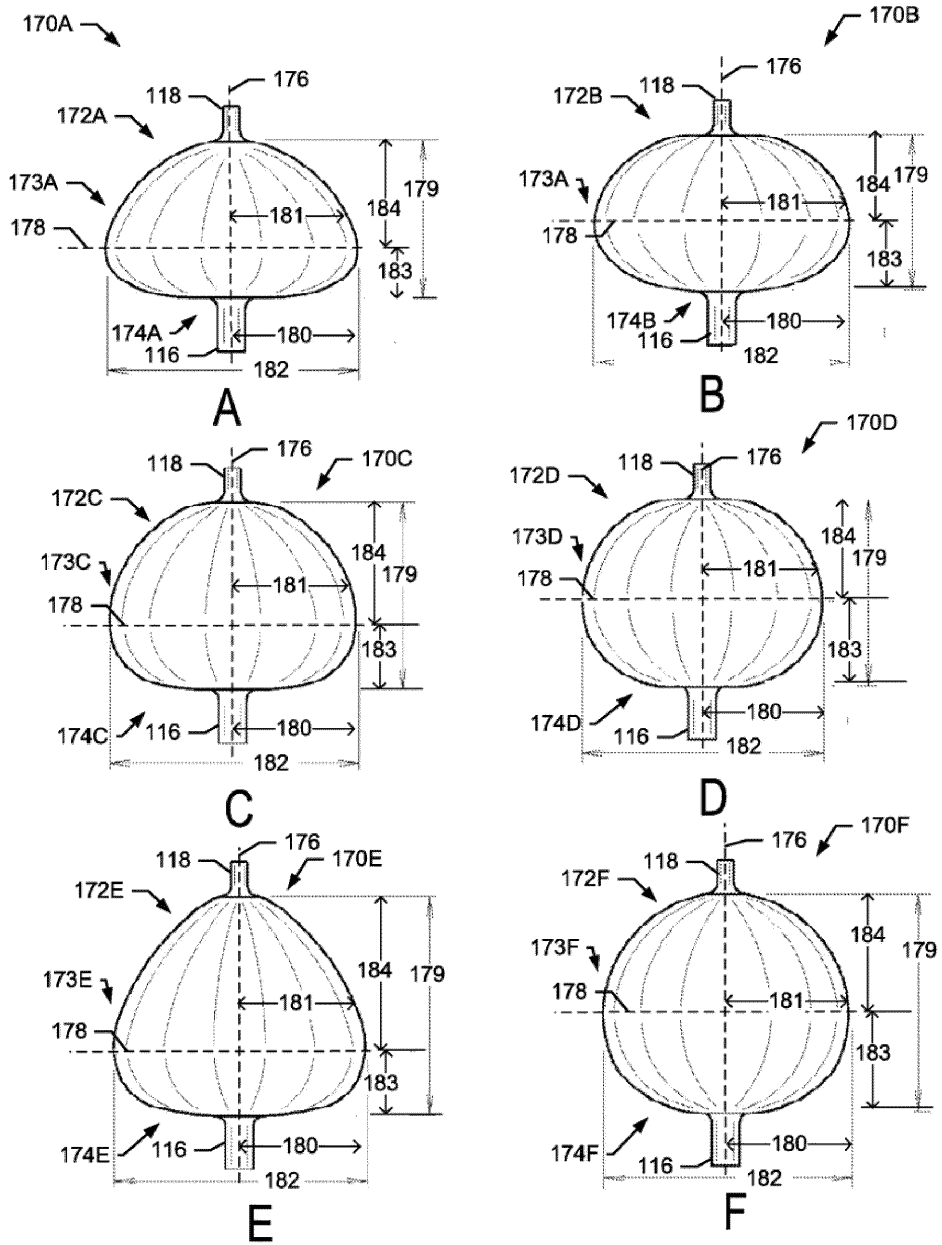 170A
176
118
172A
173A
178
181
184
179
183
174A
180
116
182
A
170B
176
118
172B
173A
178
181
184
179
183
174B
180
116
182
B
176
118
170C
172C
173C
178
181
184
179
183
174C
116
180
182
C
170D
118
176
172D
173D
178
181
184
179
183
174D
116
180
182
D
176
118
170E
172E
173E
178
181
184
179
183
174E
116
180
182
E
176
170F
118
172F
173F
178
181
184
179
183
174F
116
180
182
F